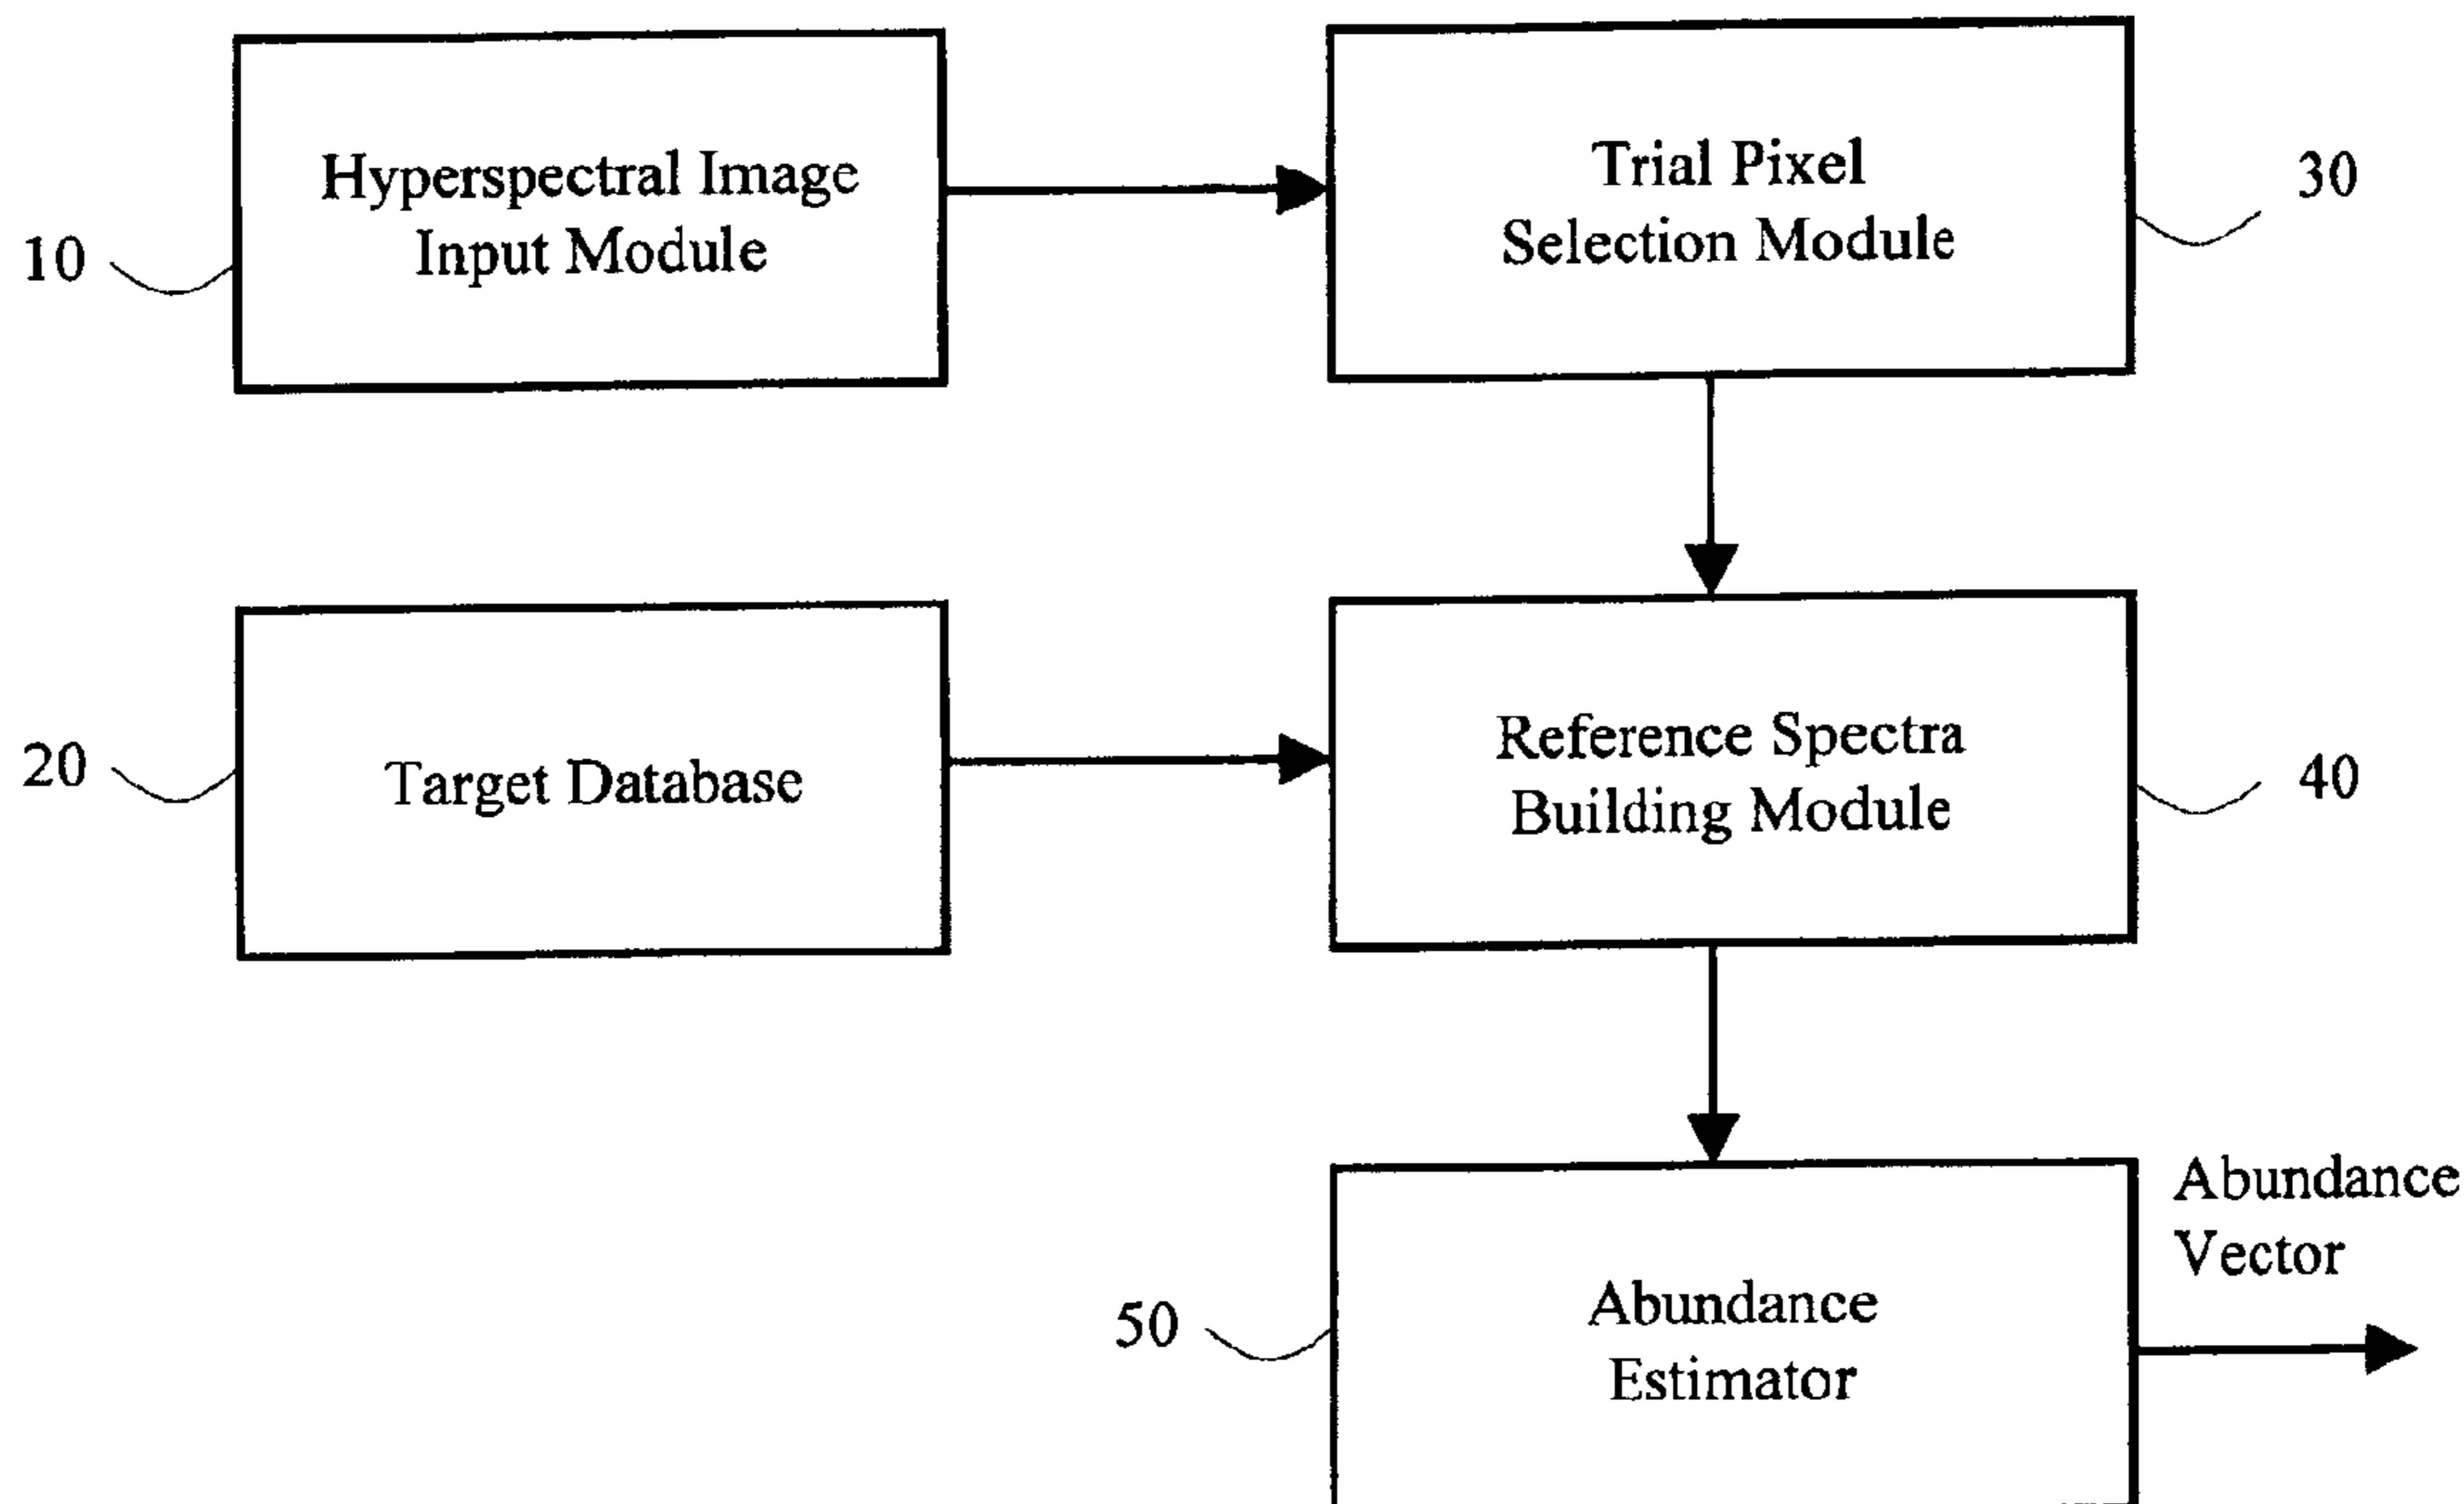 Hyperspectral Image
Input Module
10
Trial Pixel
Selection Module
30
Target Database
20
Reference Spectra
Building Module
40
Abundance
Estimator
50
Abundance
Vector